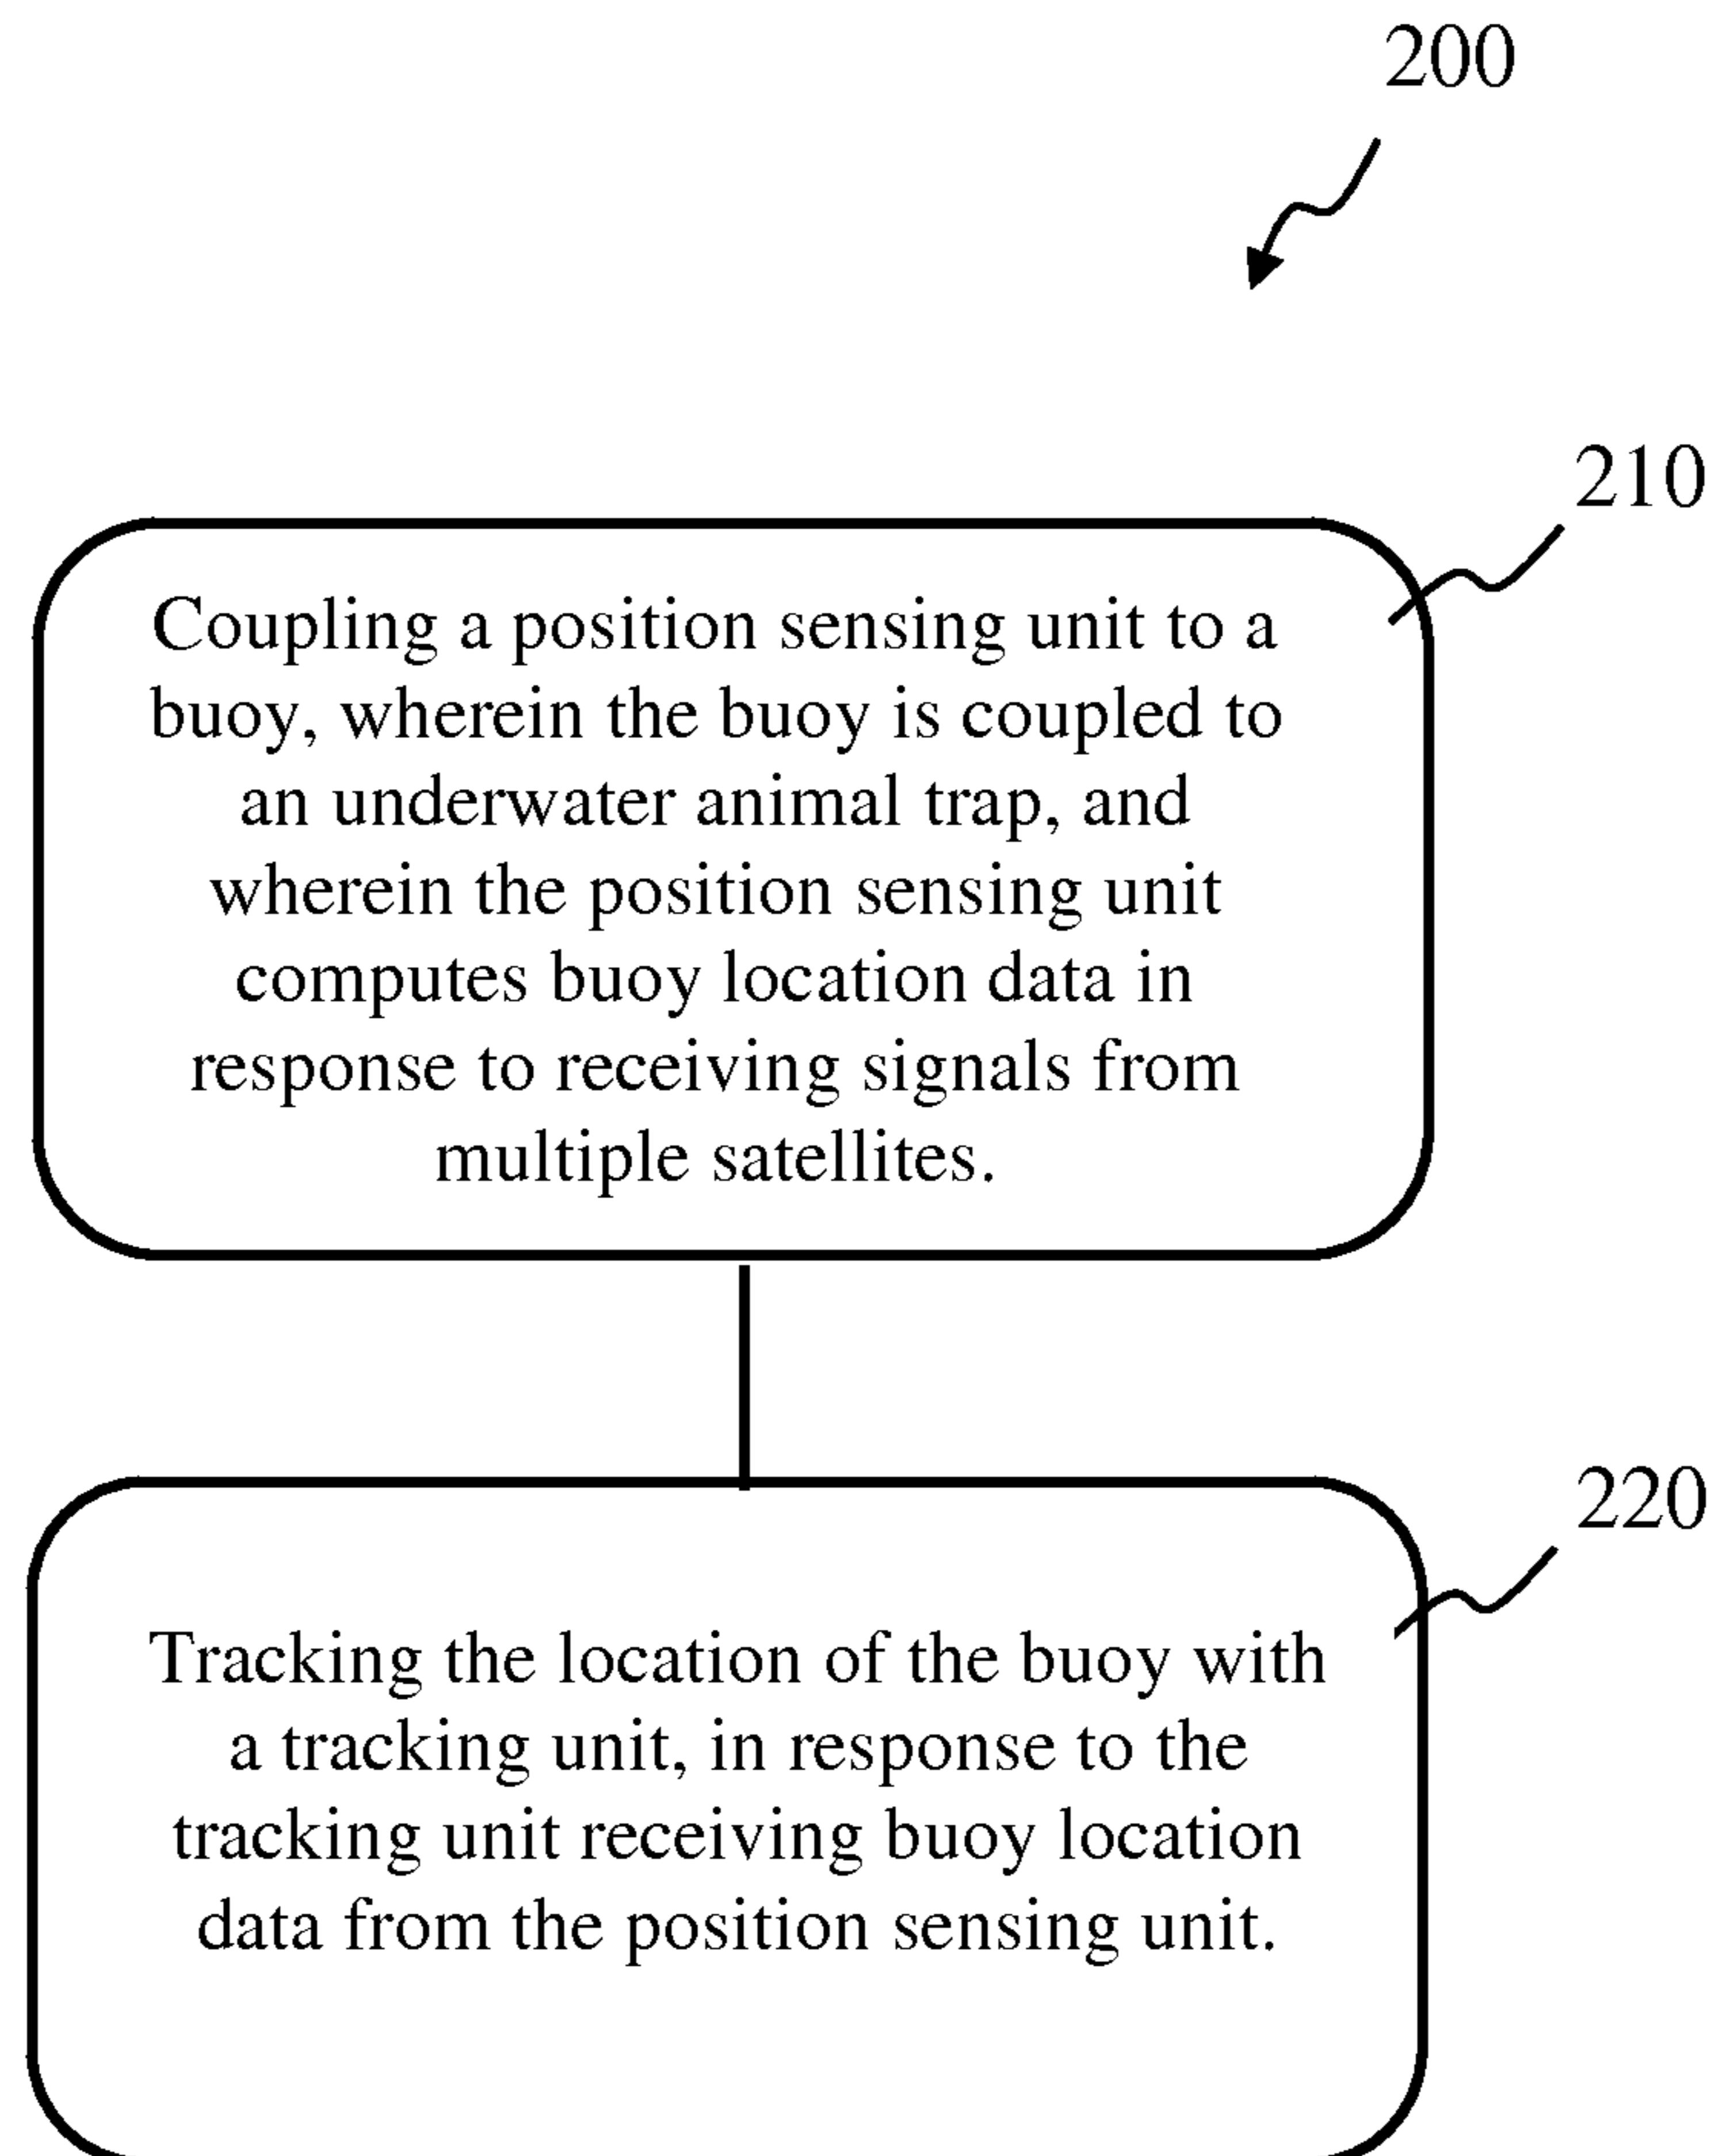 200
210
Coupling a position sensing unit to a
buoy, wherein the buoy is coupled to
an underwater animal trap, and
wherein the position sensing unit
computes buoy location data in
response to receiving signals from
multiple satellites.
220
Tracking the location of the buoy with
a tracking unit, in response to the
tracking unit receiving buoy location
data from the position sensing unit.